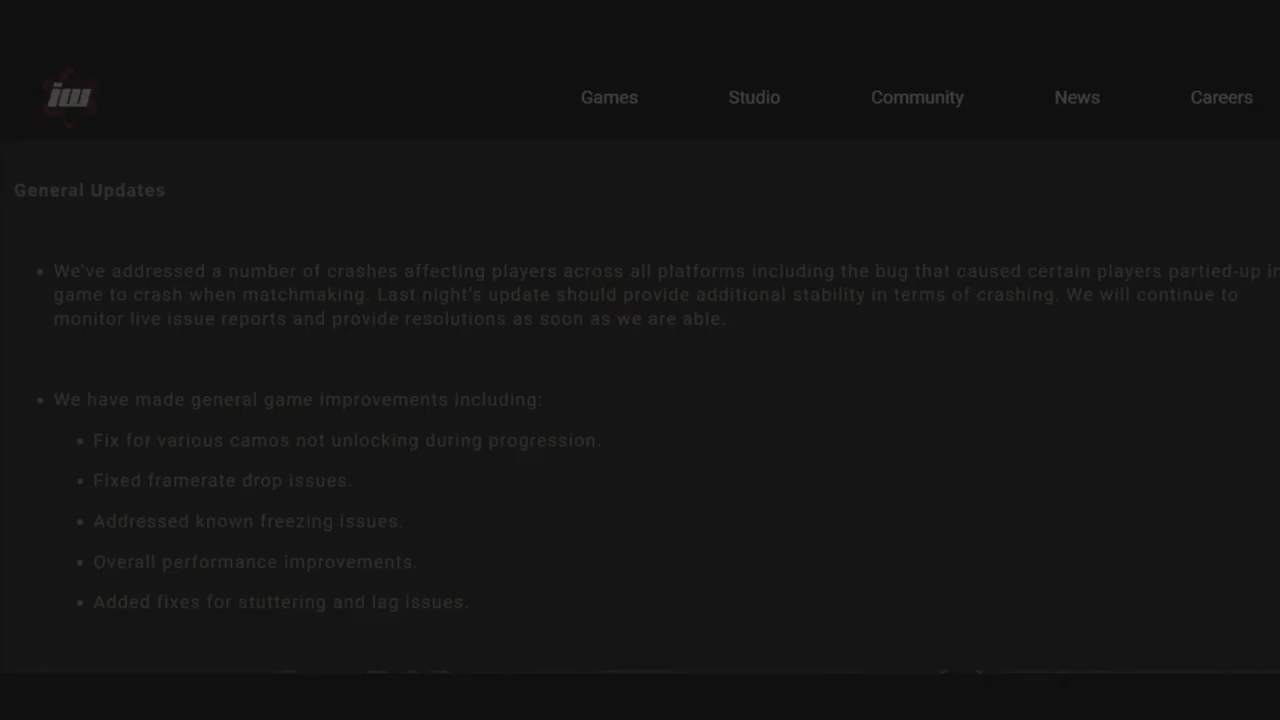 iw
Games Studio Community News Careers
General Updates
• We've addressed a number of crashes affecting players across all platforms including the bug that caused certain players partied-up in
game to crash when matchmaking. Last night's update should provide additional stability in terms of crashing. We will continue to
monitor live issue reports and provide resolutions as soon as we are able.
• We have made general game improvements including:
• Fix for various camos not unlocking during progression.
• Fixed framerate drop issues.
• Addressed known freezing issues.
• Overall performance improvements.
• Added fixes for stuttering and lag issues.